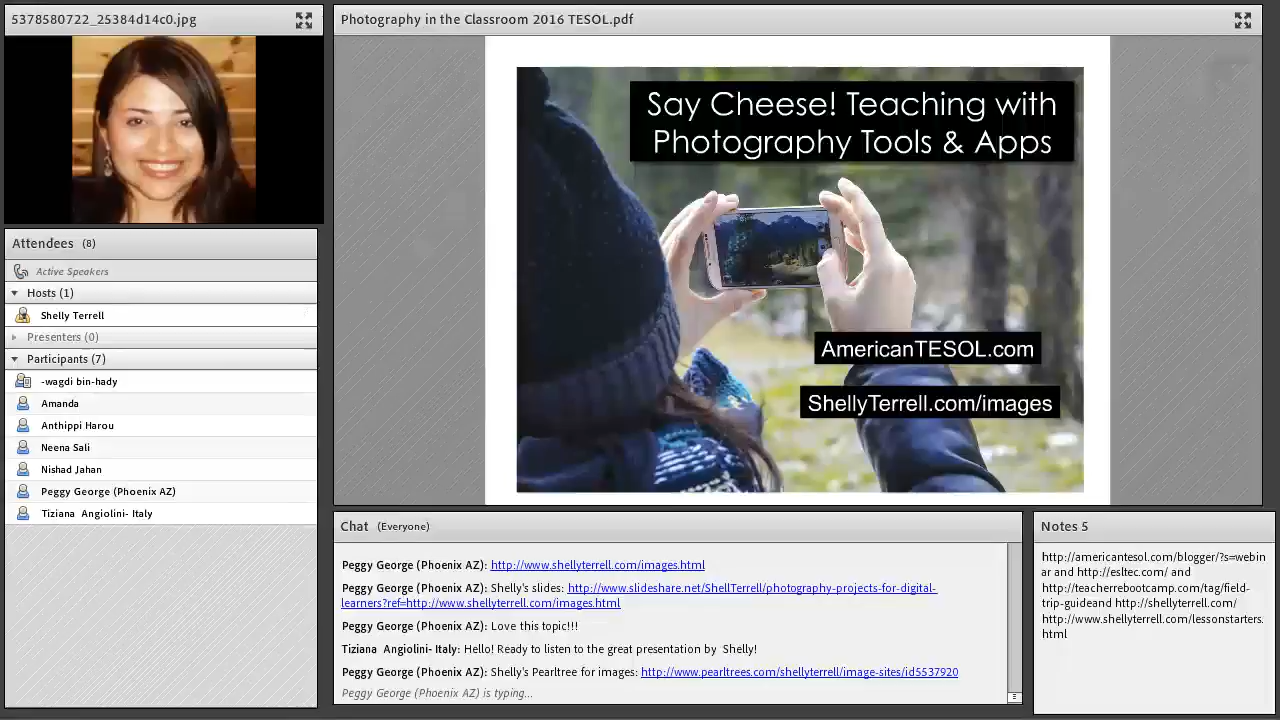 5378580722_25384d14c0.jpg
Attendees (8)
Active Speakers
Hosts (1)
Shelly Terrell
Presenters (0)
Participants (7)
-wagdi bin-hady
Amanda
Anthippi Harou
Neena Sali
Nishad Jahan
Peggy George (Phoenix AZ)
Tiziana Angiolini- Italy
Photography in the Classroom 2016 TESOL.pdf
Say Cheese! Teaching with
Photography Tools & Apps
AmericanTESOL.com
ShellyTerrell.com/images
Chat (Everyone)
Peggy George (Phoenix AZ): http://www.shellyterrell.com/images.html
Peggy George (Phoenix AZ): Shelly's slides: http://www.slideshare.net/ShellTerrell/photography-projects-for-digital-
learners?ref=http://www.shellyterrell.com/images.html
Peggy George (Phoenix AZ): Love this topic!!!
Tiziana Angiolini- Italy: Hello! Ready to listen to the great presentation by Shelly!
Peggy George (Phoenix AZ): Shelly's Pearltree for images: http://www.pearltrees.com/shellyterrell/image-sites/id5537920
Peggy George (Phoenix AZ) is typing...
Notes 5
http://americantesol.com/blogger/?s=webin
ar and http://esltec.com/ and
http://teacherrebootcamp.com/tag/field-
trip-guideand http://shellyterrell.com/
http://www.shellyterrell.com/lessonstarters.
html